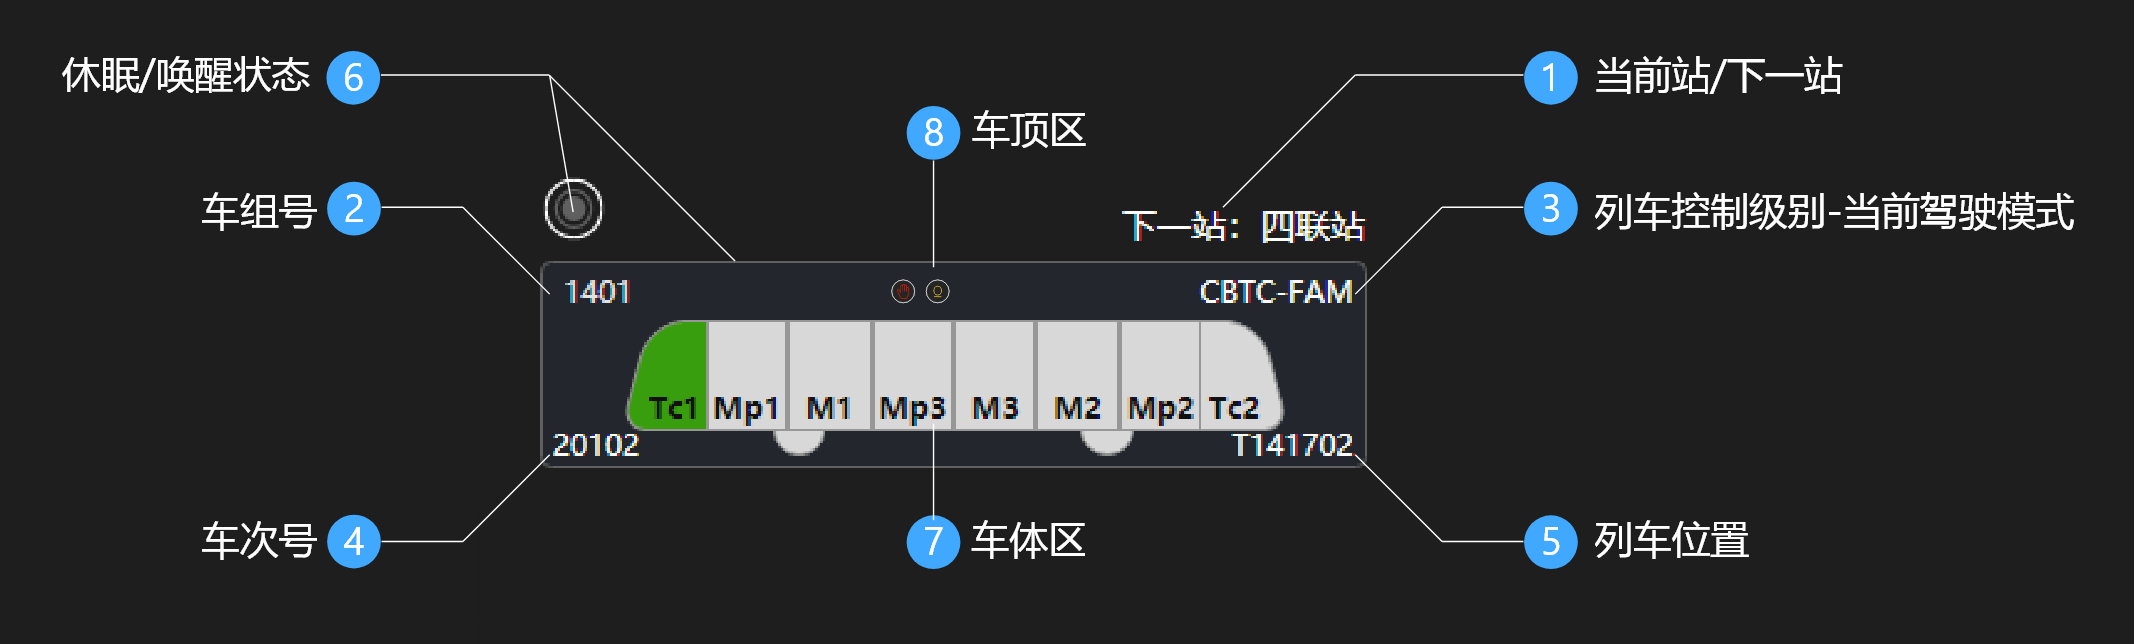 休眠/唤醒状态 6
1 当前站/下一站
8 车顶区
车组号 2
3 列车控制级别-当前驾驶模式
下一站：四联站
1401
CBTC-FAM
Tc1 Mp1 M1 Mp3 M3 M2 Mp2 Tc2
20102
T141702
车次号 4
7 车体区
5 列车位置